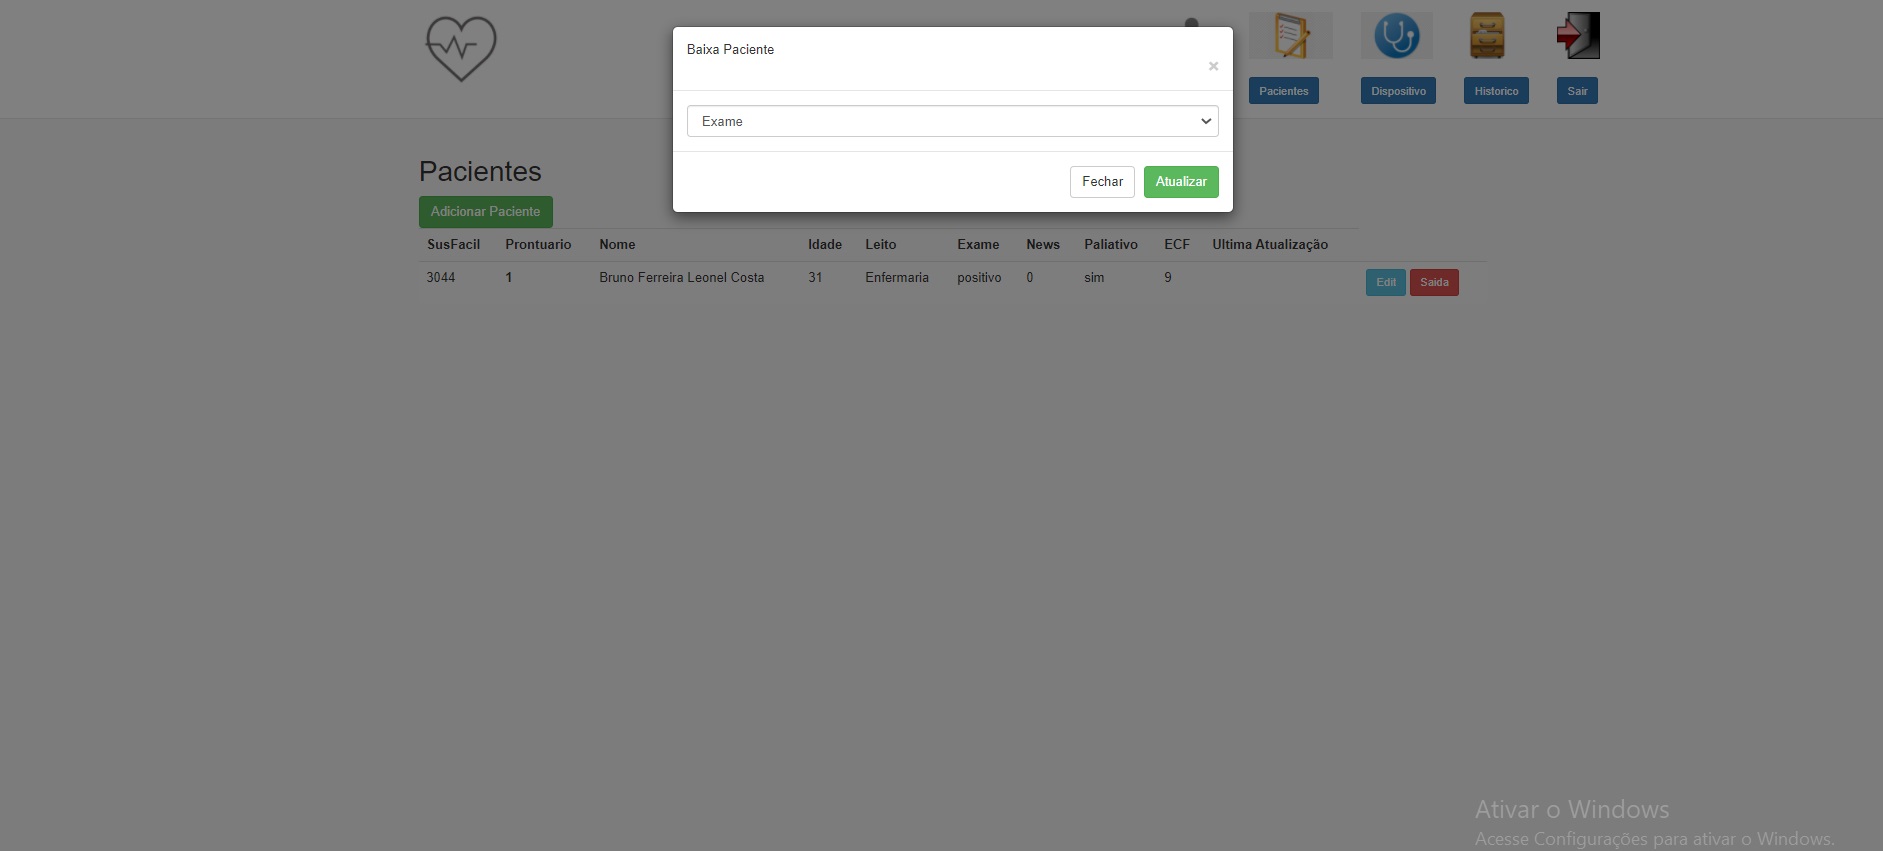 Baixa Paciente
×
Exame
Fechar Atualizar
Pacientes Dispositivo Historico Sair
Pacientes
Adicionar Paciente
SusFacil Prontuario Nome Idade Leito Exame News Paliativo ECF Ultima Atualização
3044 1 Bruno Ferreira Leonel Costa 31 Enfermaria positivo 0 sim 9 Edit Saida
Ativar o Windows
Acesse Configurações para ativar o Windows.